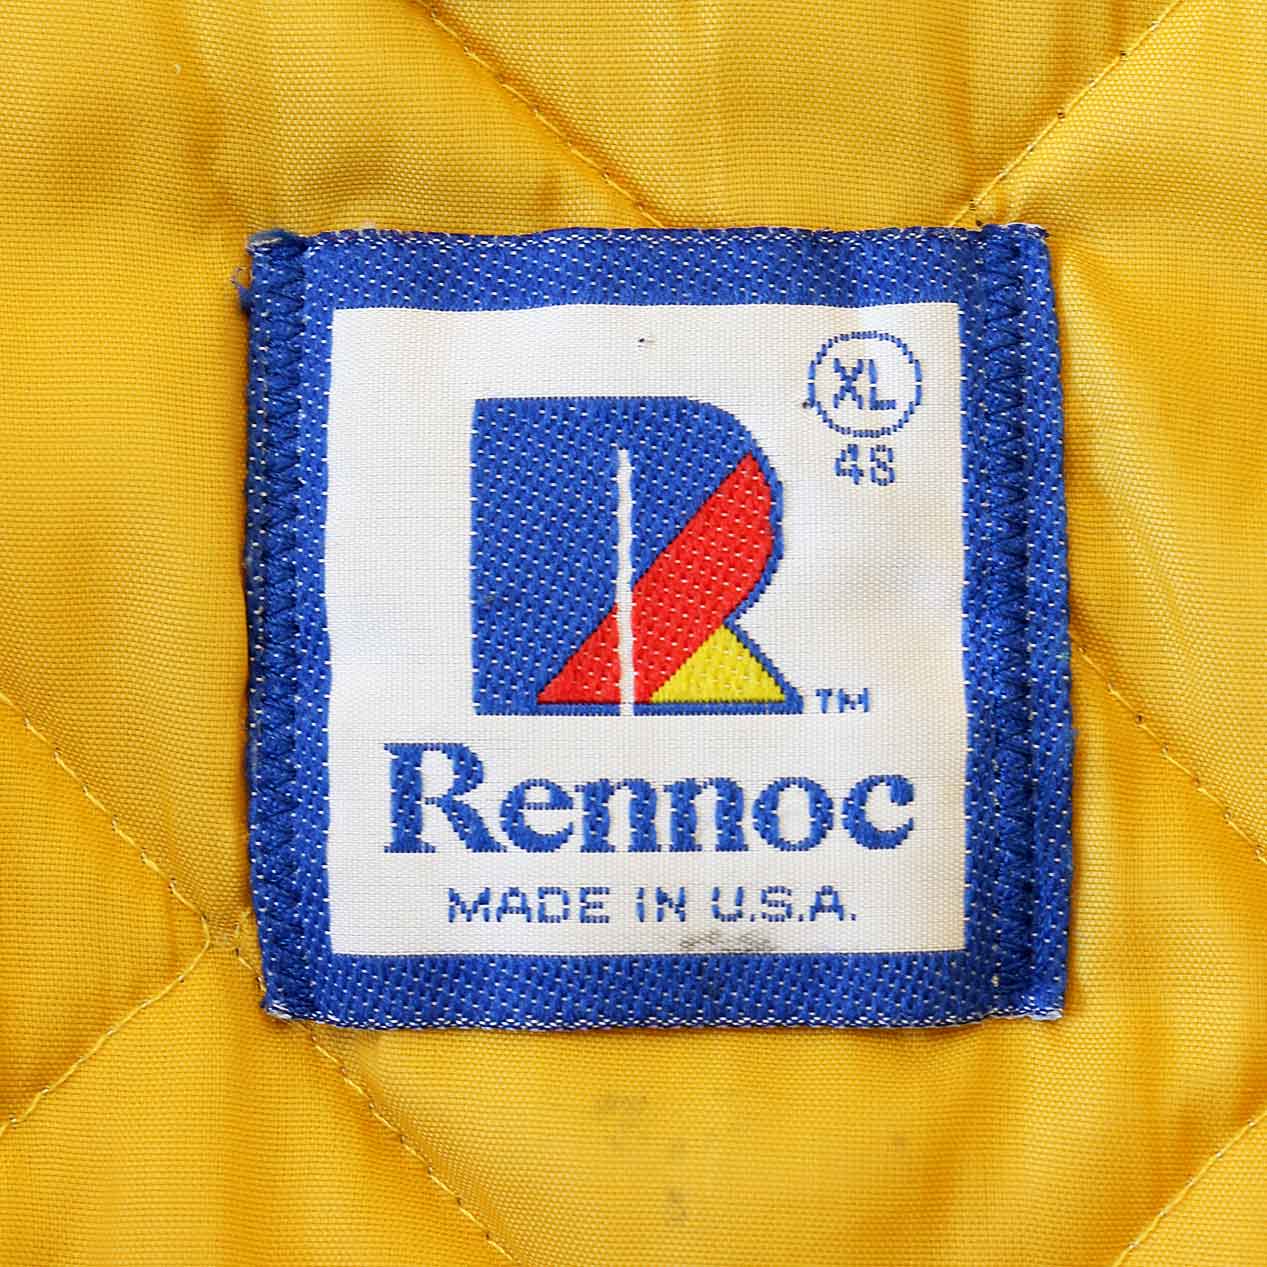 XL
48
R TM
Rennoc
MADE IN U.S.A.